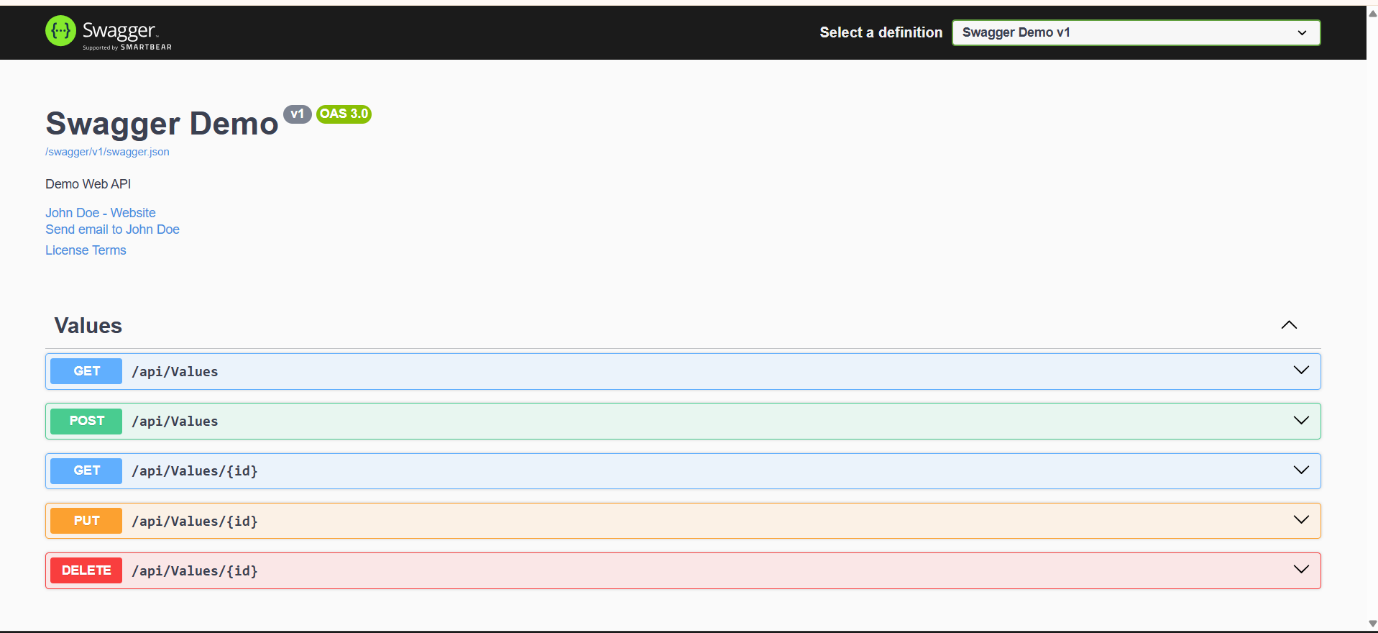 {···} Swagger™
Supported by SMARTBEAR
Select a definition
Swagger Demo v1
Swagger Demo v1 OAS 3.0
/swagger/v1/swagger.json
Demo Web API
John Doe - Website
Send email to John Doe
License Terms
Values
GET /api/Values
POST /api/Values
GET /api/Values/{id}
PUT /api/Values/{id}
DELETE /api/Values/{id}